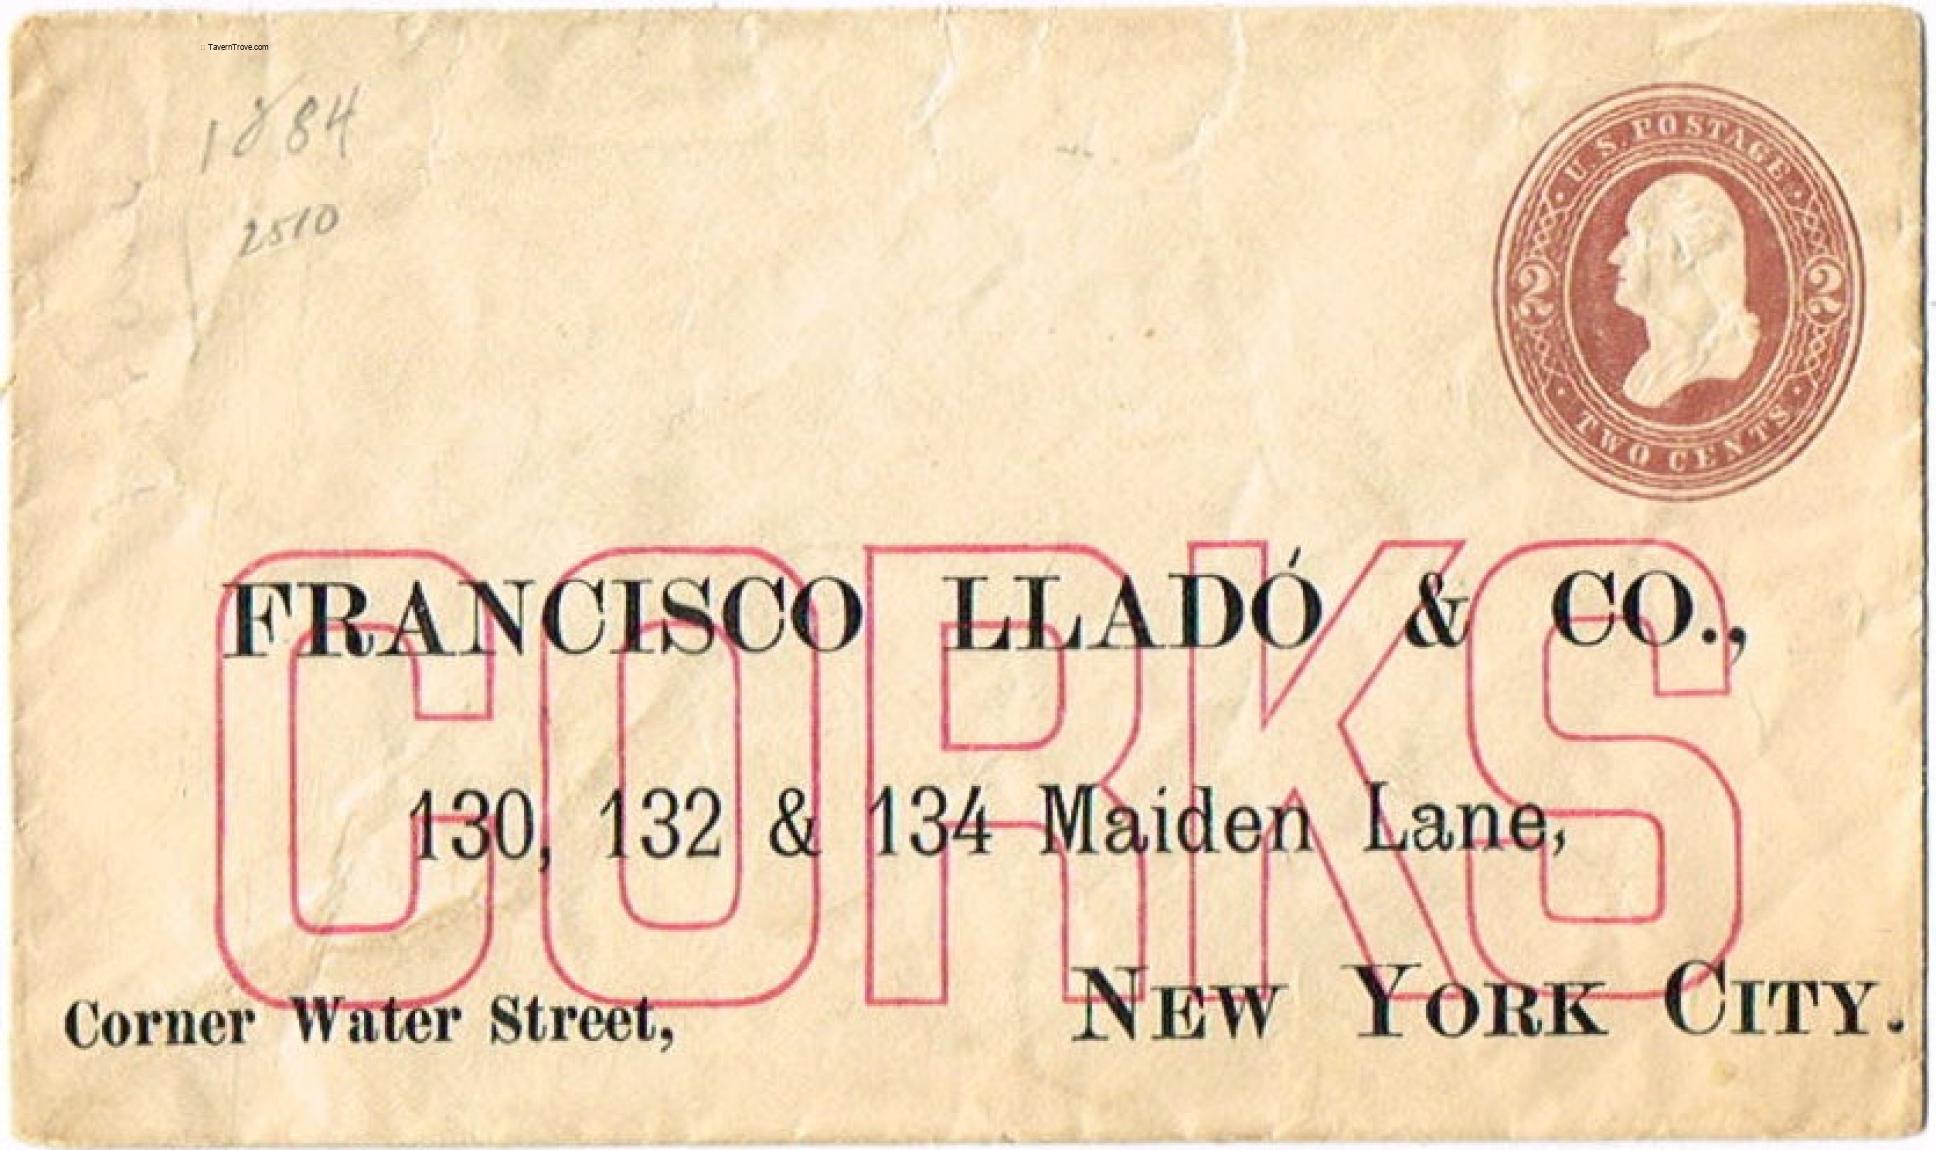 :: TavernTrove.com
1884
2510
U.S. POSTAGE.
2 2
TWO CENTS
CORKS
FRANCISCO LLADÓ & CO.,
130, 132 & 134 Maiden Lane,
Corner Water Street,
NEW YORK CITY.